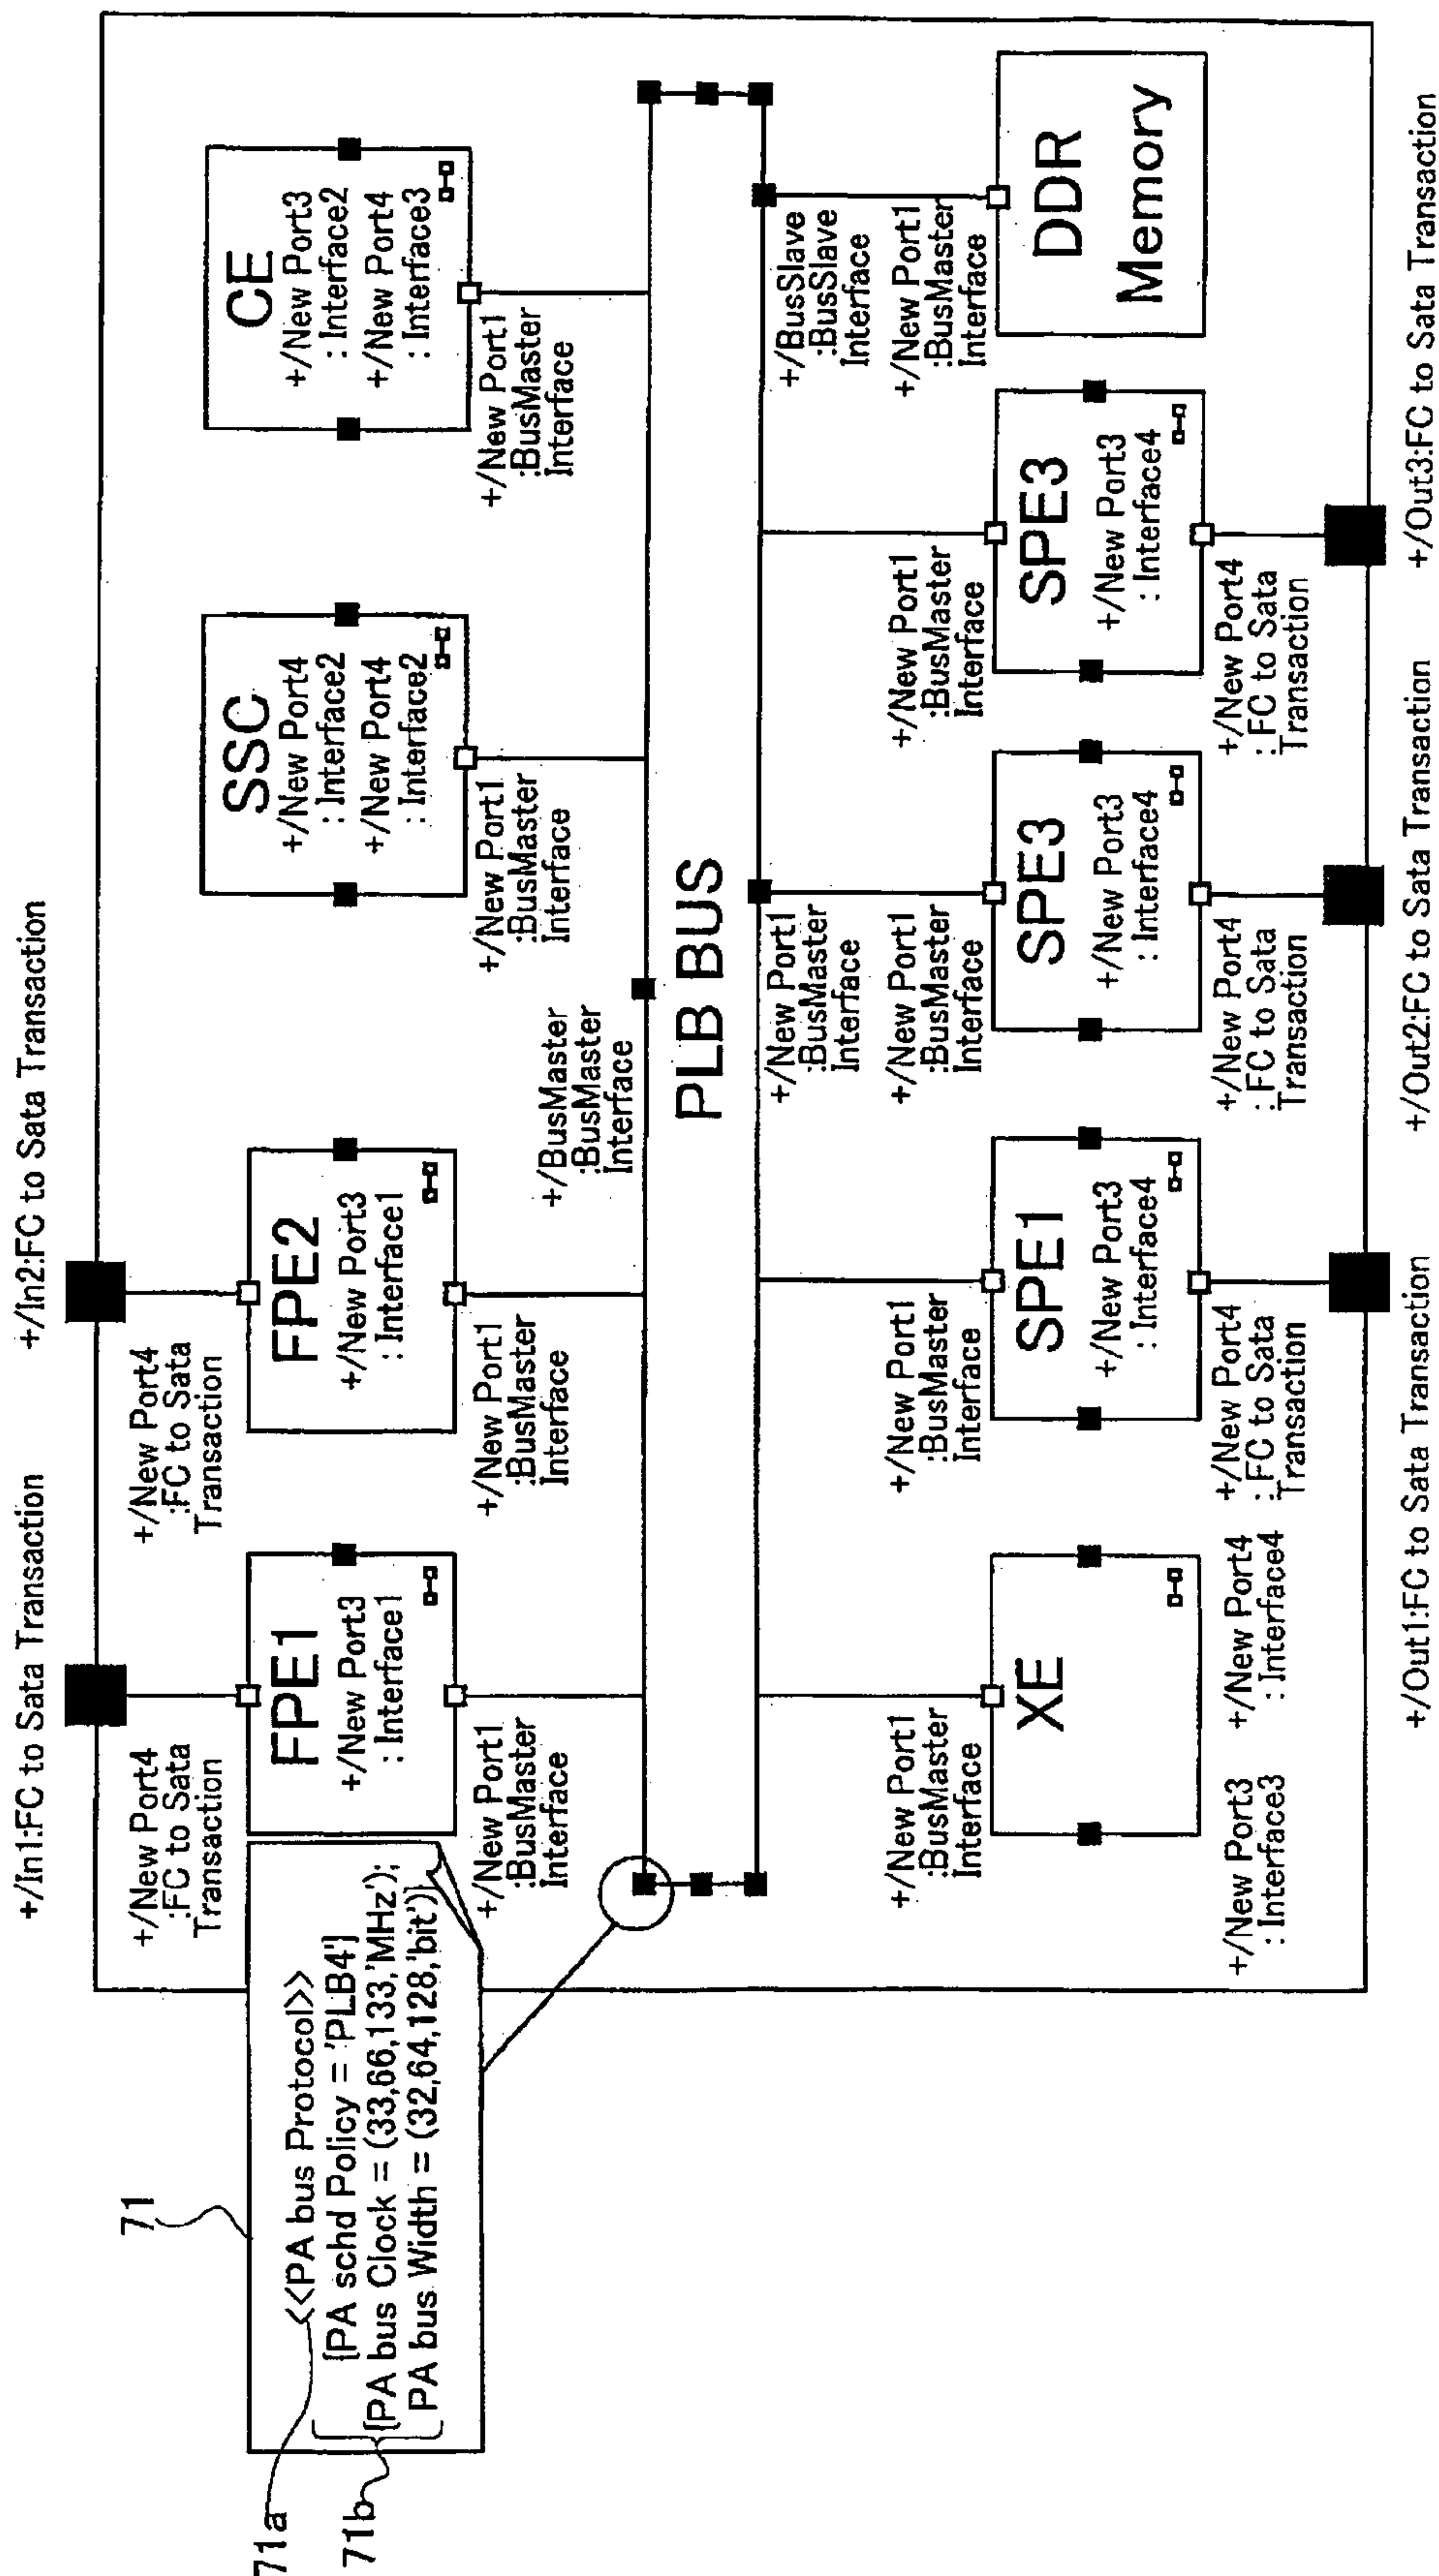 +/In1:FC to Sata Transaction
+/In2:FC to Sata Transaction
71
71a
71b
<<PA bus Protocol>>
[PA schd Policy = 'PLB4']
[PA bus Clock = (33,66,133,'MHz');
PA bus Width = (32,64,128,'bit')]
+/New Port4
:FC to Sata
Transaction
FPE1
+/New Port3
: Interface1
+/New Port1
:BusMaster
Interface
+/New Port4
:FC to Sata
Transaction
FPE2
+/New Port3
: Interface1
+/New Port1
:BusMaster
Interface
+/BusMaster
:BusMaster
Interface
SSC
+/New Port4
: Interface2
+/New Port4
: Interface2
+/New Port1
:BusMaster
Interface
CE
+/New Port3
: Interface2
+/New Port4
: Interface3
+/New Port1
:BusMaster
Interface
PLB BUS
+/New Port1
:BusMaster
Interface
XE
+/New Port3
: Interface3
+/New Port4
: Interface4
+/New Port1
:BusMaster
Interface
SPE1
+/New Port3
: Interface4
+/New Port4
: FC to Sata
Transaction
+/New Port1
:BusMaster
Interface
+/New Port1
:BusMaster
Interface
SPE3
+/New Port3
: Interface4
+/New Port4
: FC to Sata
Transaction
+/New Port1
:BusMaster
Interface
SPE3
+/New Port3
: Interface4
+/New Port4
: FC to Sata
Transaction
+/BusSlave
:BusSlave
Interface
+/New Port1
:BusMaster
Interface
DDR
Memory
+/Out1:FC to Sata Transaction
+/Out2:FC to Sata Transaction
+/Out3:FC to Sata Transaction